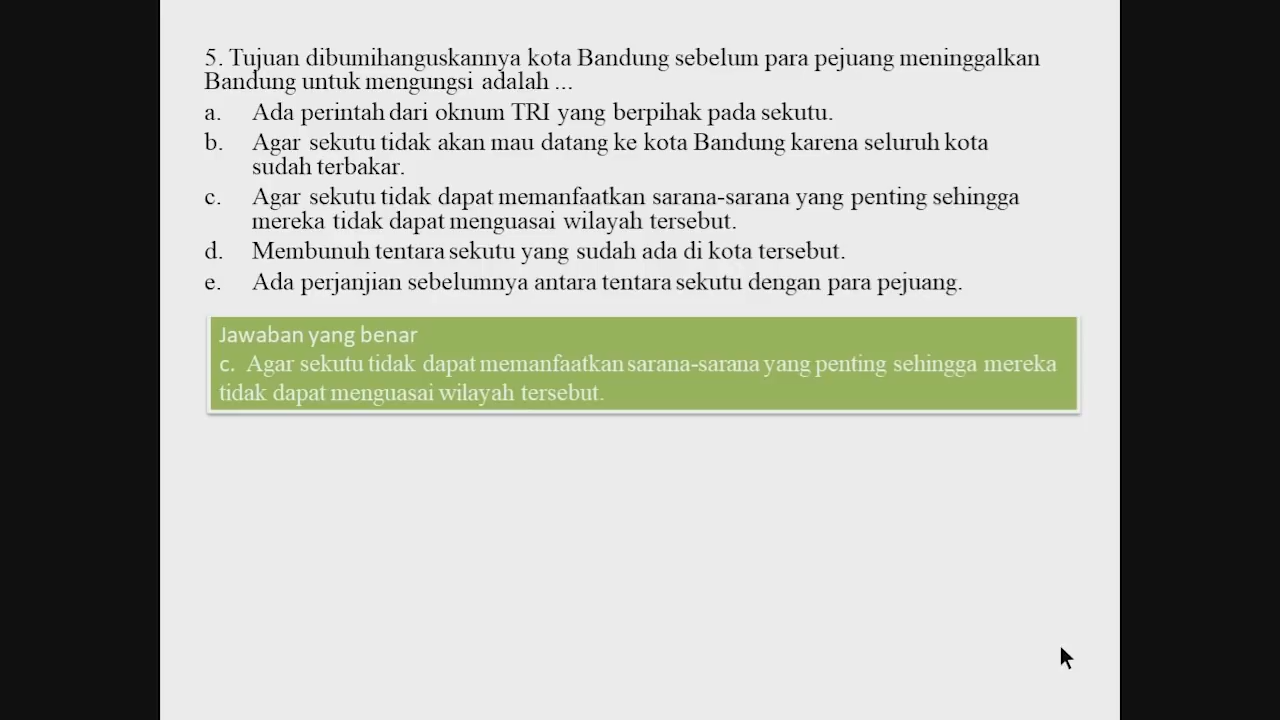 5. Tujuan dibumihanguskannya kota Bandung sebelum para pejuang meninggalkan
Bandung untuk mengungsi adalah ...
a. Ada perintah dari oknum TRI yang berpihak pada sekutu.
b. Agar sekutu tidak akan mau datang ke kota Bandung karena seluruh kota
sudah terbakar.
c. Agar sekutu tidak dapat memanfaatkan sarana-sarana yang penting sehingga
mereka tidak dapat menguasai wilayah tersebut.
d. Membunuh tentara sekutu yang sudah ada di kota tersebut.
e. Ada perjanjian sebelumnya antara tentara sekutu dengan para pejuang.
Jawaban yang benar
c. Agar sekutu tidak dapat memanfaatkan sarana-sarana yang penting sehingga mereka
tidak dapat menguasai wilayah tersebut.